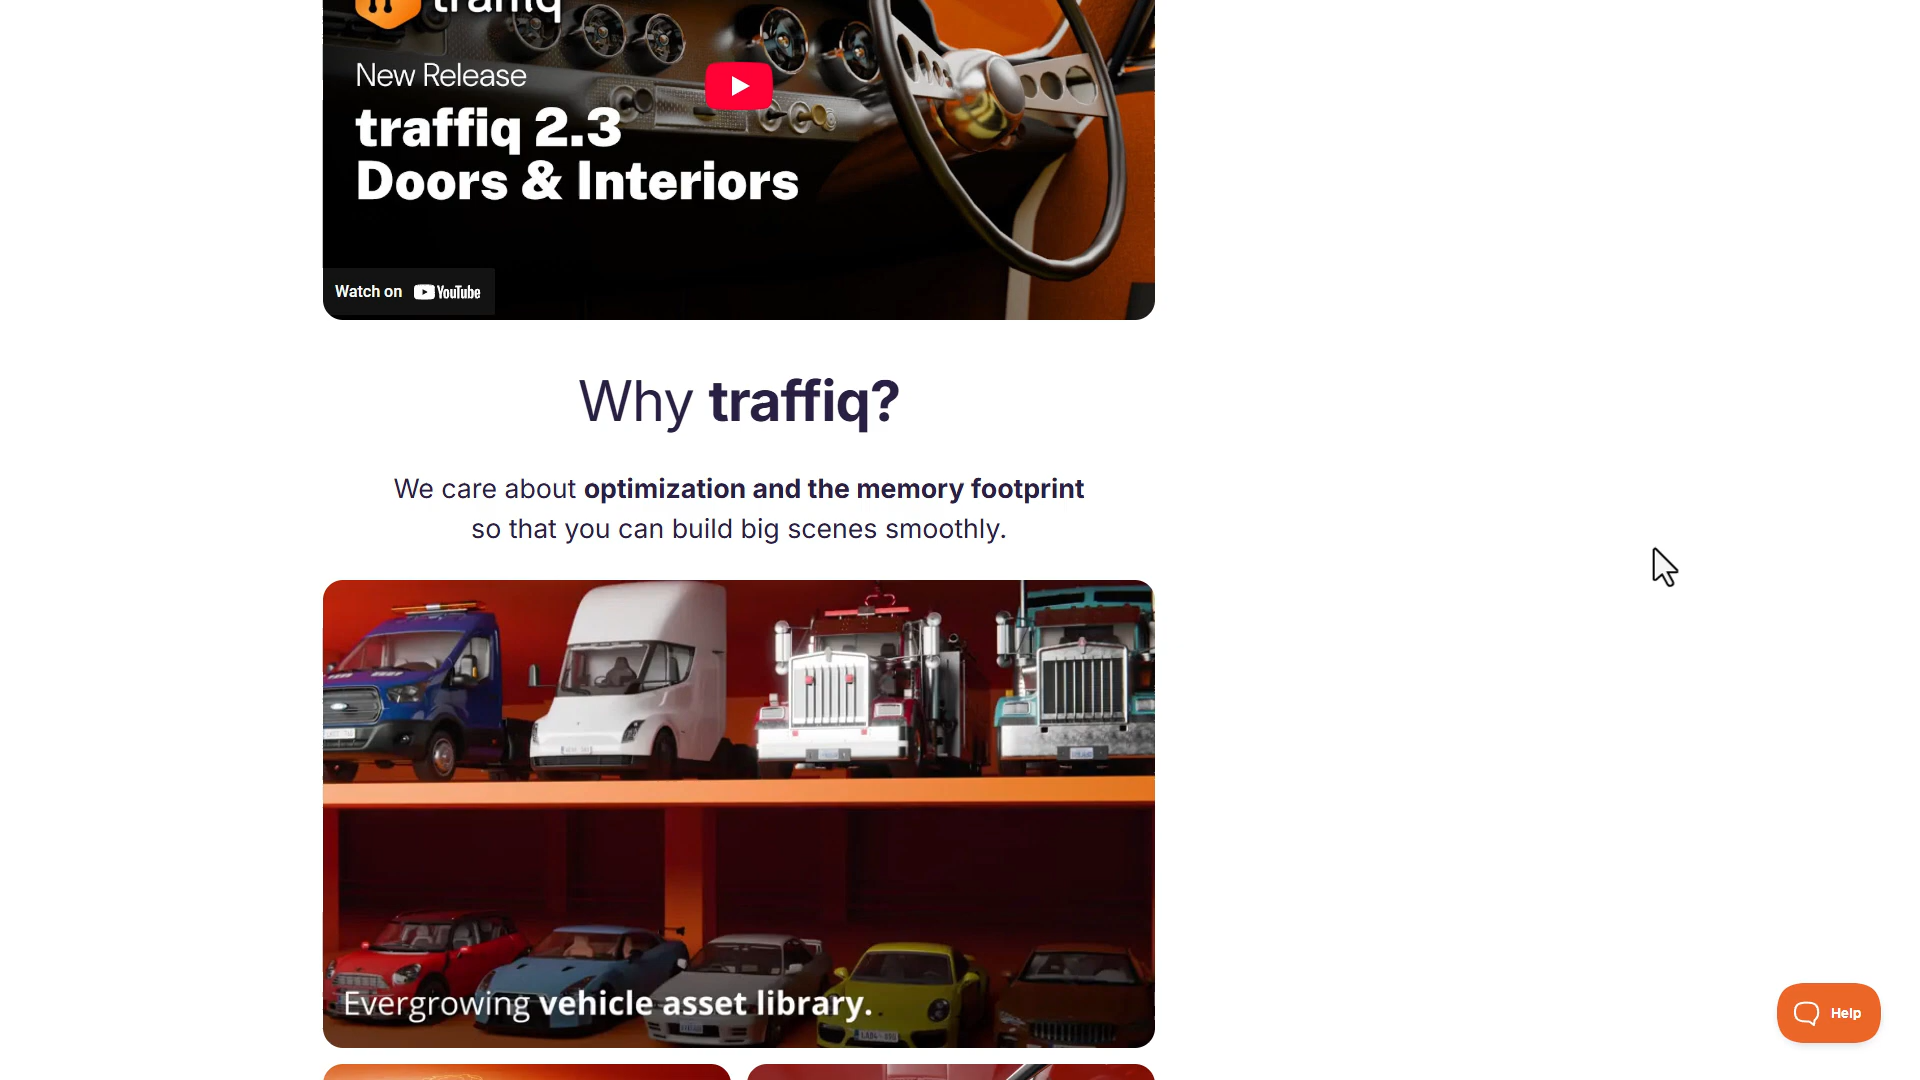 traffiq
New Release
traffiq 2.3
Doors & Interiors
Watch on YouTube
Why traffiq?
We care about optimization and the memory footprint
so that you can build big scenes smoothly.
Evergrowing vehicle asset library.
Help